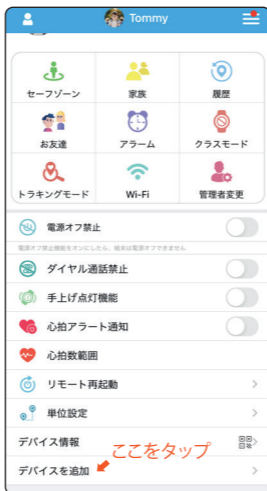 Tommy
セーフゾーン 家族 履歴
お友達 アラーム クラスモード
トラキングモード Wi-Fi 管理者変更
電源オフ禁止
電源オフ禁止機能をオンにしたら、端末は電源オフできません
ダイヤル通話禁止
手上げ点灯機能
心拍アラート通知
心拍数範囲
リモート再起動
単位設定
デバイス情報
ここをタップ
デバイスを追加